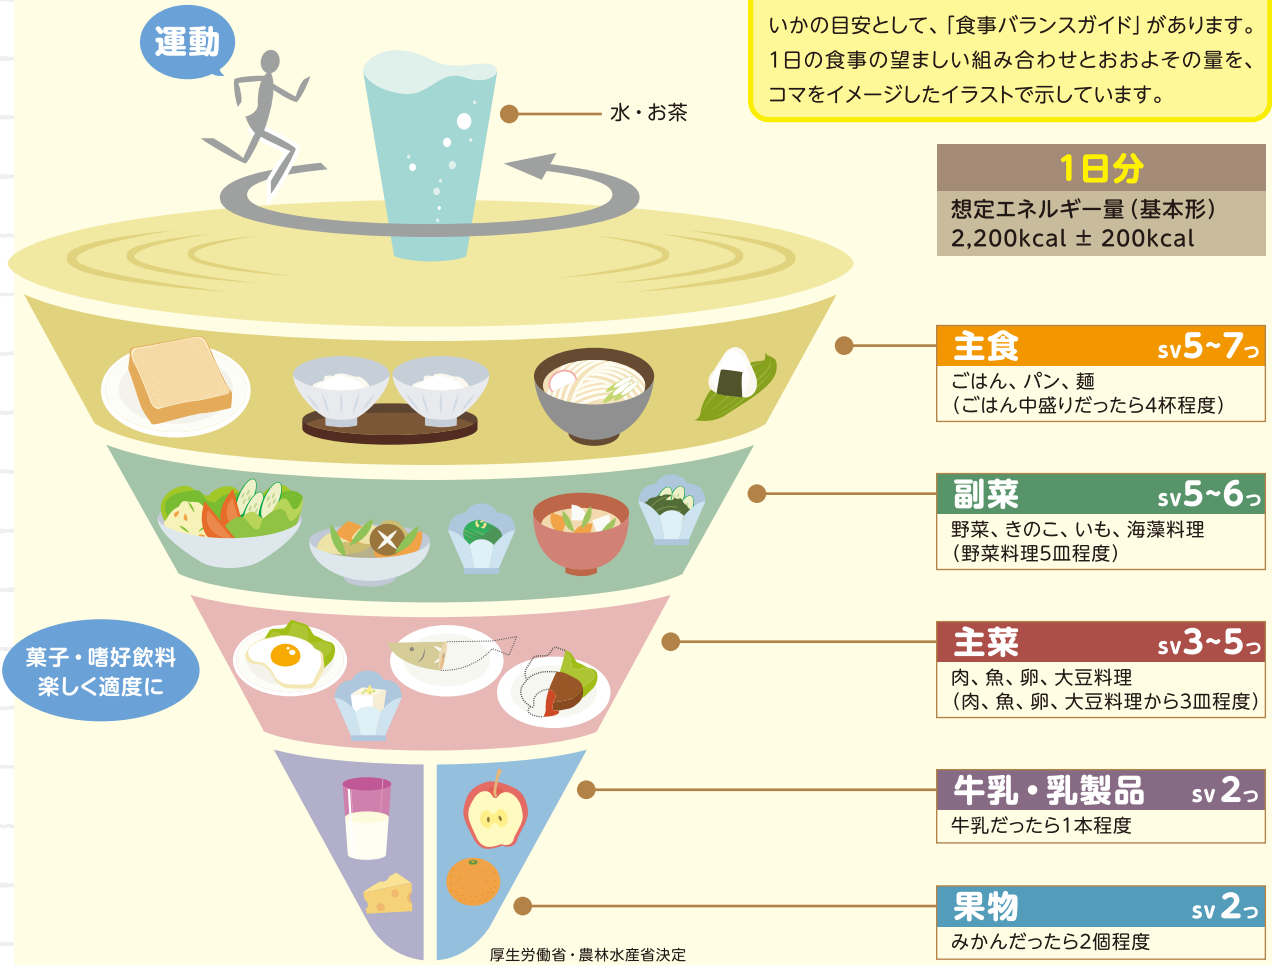 運動
いかの目安として、「食事バランスガイド」があります。
1日の食事の望ましい組み合わせとおおよその量を、
コマをイメージしたイラストで示しています。
水・お茶
1日分
想定エネルギー量（基本形）
2,200kcal ± 200kcal
主食 SV5~7つ
ごはん、パン、麺
（ごはん中盛りだったら4杯程度）
副菜 SV5~6つ
野菜、きのこ、いも、海藻料理
（野菜料理5皿程度）
主菜 SV3~5つ
肉、魚、卵、大豆料理
（肉、魚、卵、大豆料理から3皿程度）
菓子・嗜好飲料
楽しく適度に
牛乳・乳製品 SV 2つ
牛乳だったら1本程度
果物 SV 2つ
みかんだったら2個程度
厚生労働省・農林水産省決定